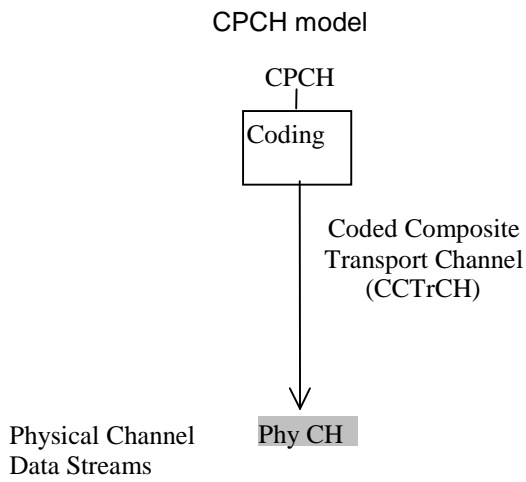 CPCH model
CPCH
Coding
Coded Composite
Transport Channel
(CCTrCH)
Physical Channel
Data Streams
Phy CH